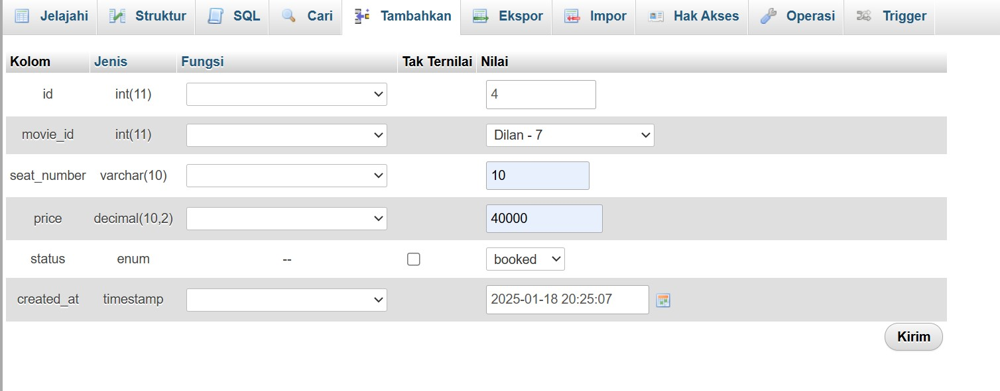 Jelajahi Struktur SQL Cari Tambahkan Ekspor Impor Hak Akses Operasi Trigger
Kolom Jenis Fungsi Tak Ternilai Nilai
id int(11) 4
movie_id int(11) Dilan - 7
seat_number varchar(10) 10
price decimal(10,2) 40000
status enum -- booked
created_at timestamp 2025-01-18 20:25:07
Kirim